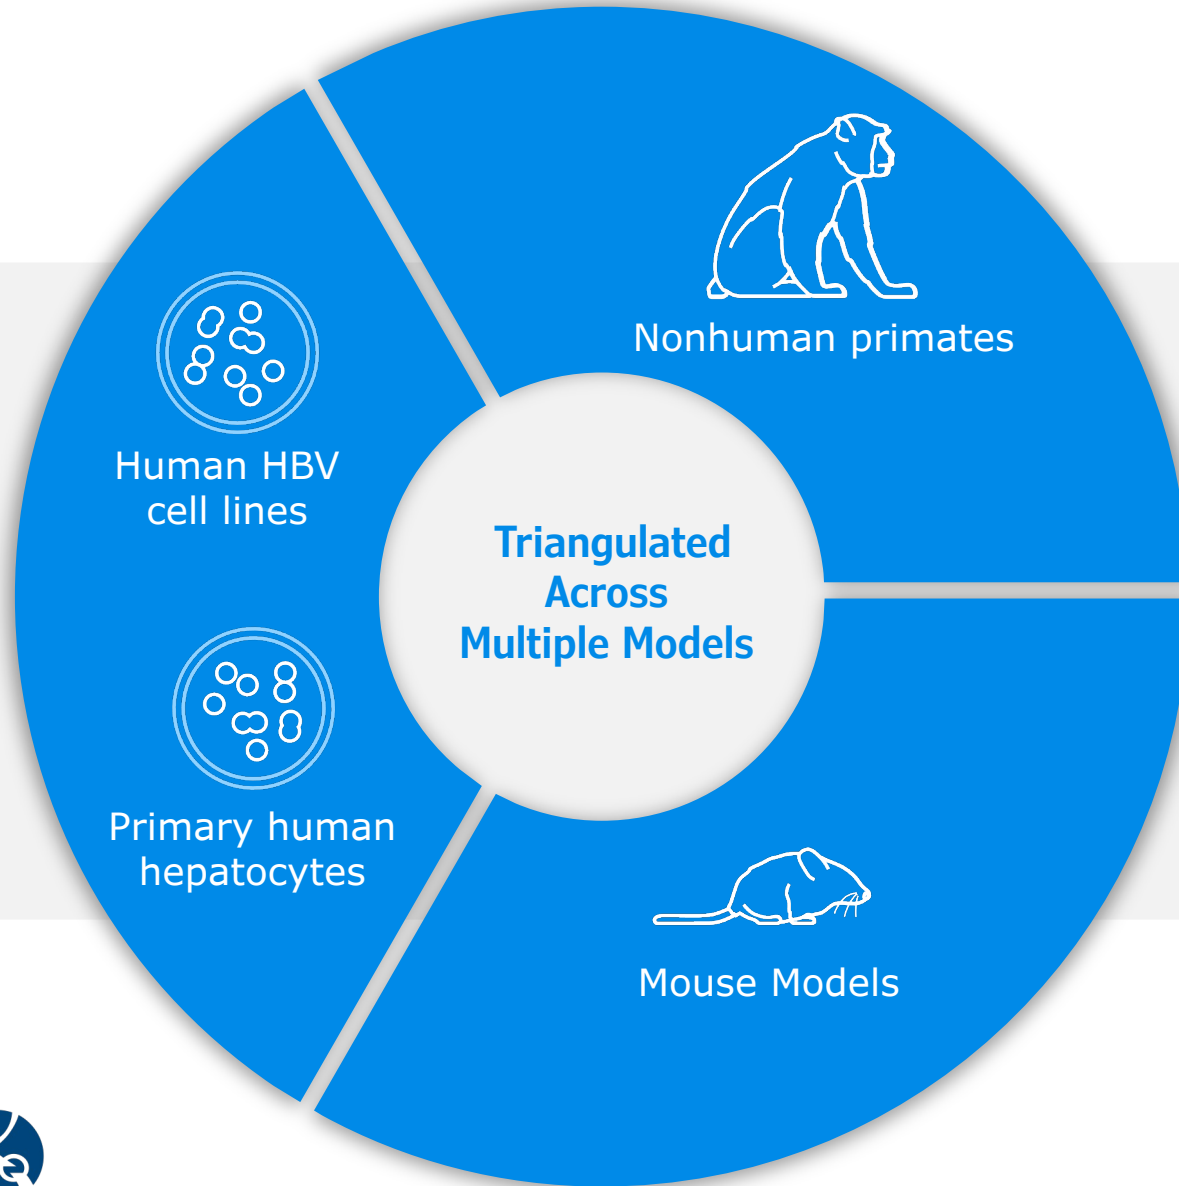 Nonhuman primates
Human HBV
cell lines
Triangulated
Across
Multiple Models
Primary human
hepatocytes
Mouse Models